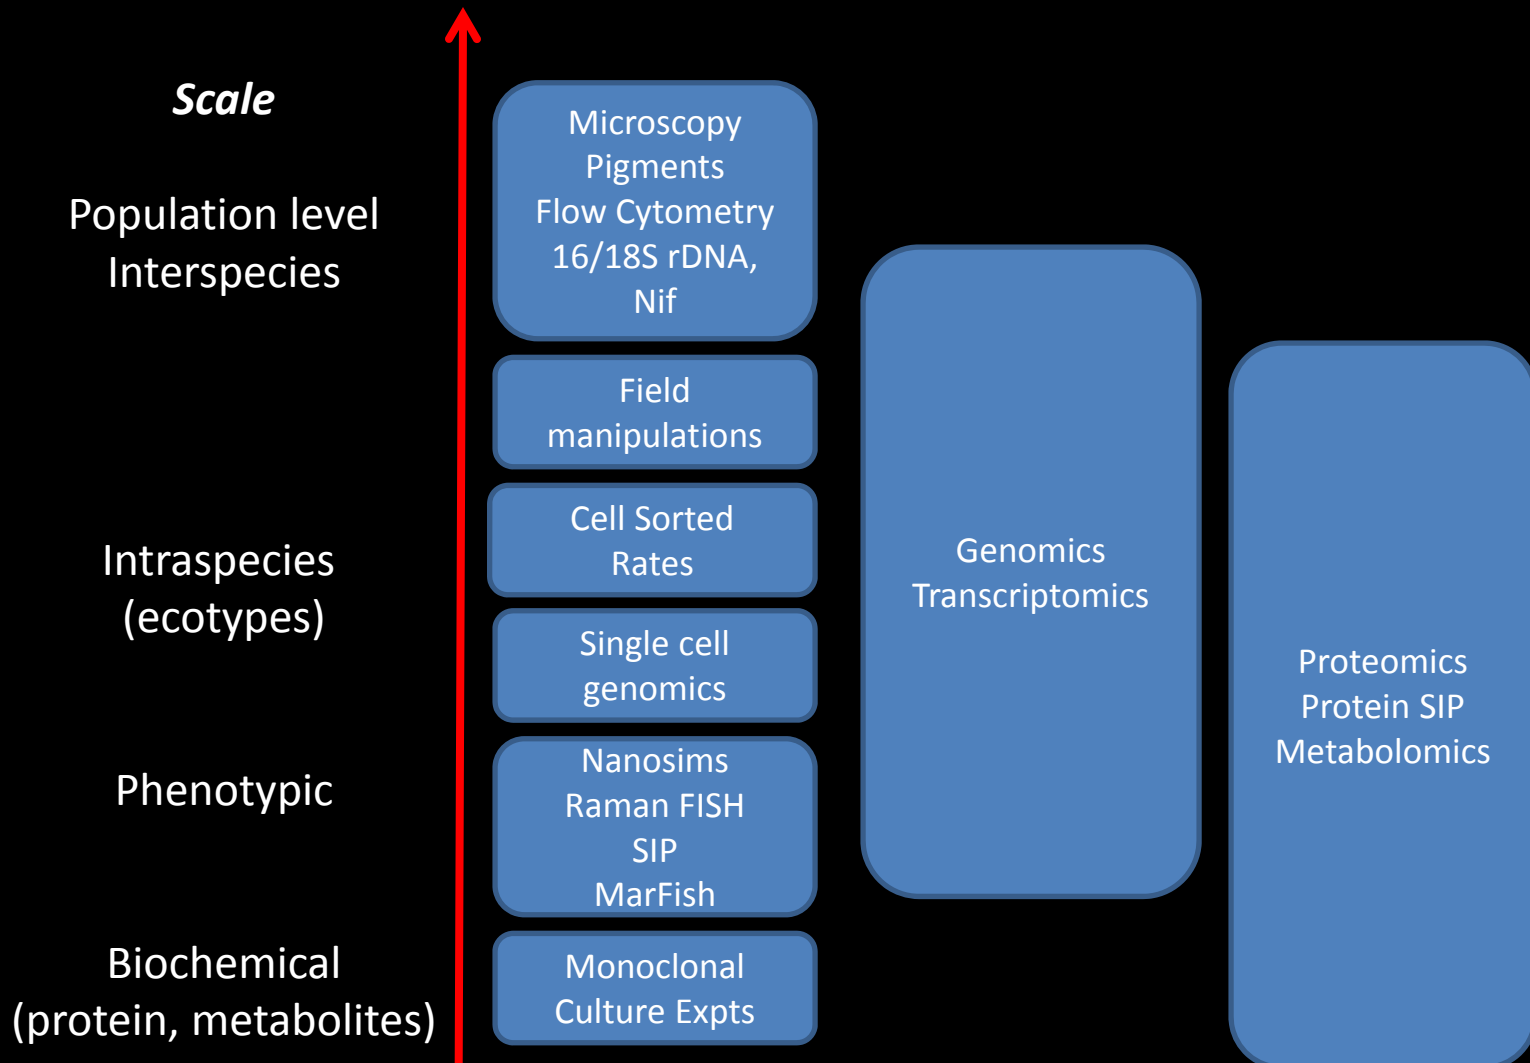 Scale
Population level
Interspecies
Intraspecies
(ecotypes)
Phenotypic
Biochemical
(protein, metabolites)
Microscopy
Pigments
Flow Cytometry
16/18S rDNA,
Nif
Field
manipulations
Cell Sorted
Rates
Single cell
genomics
Nanosims
Raman FISH
SIP
MarFish
Monoclonal
Culture Expts
Genomics
Transcriptomics
Proteomics
Protein SIP
Metabolomics